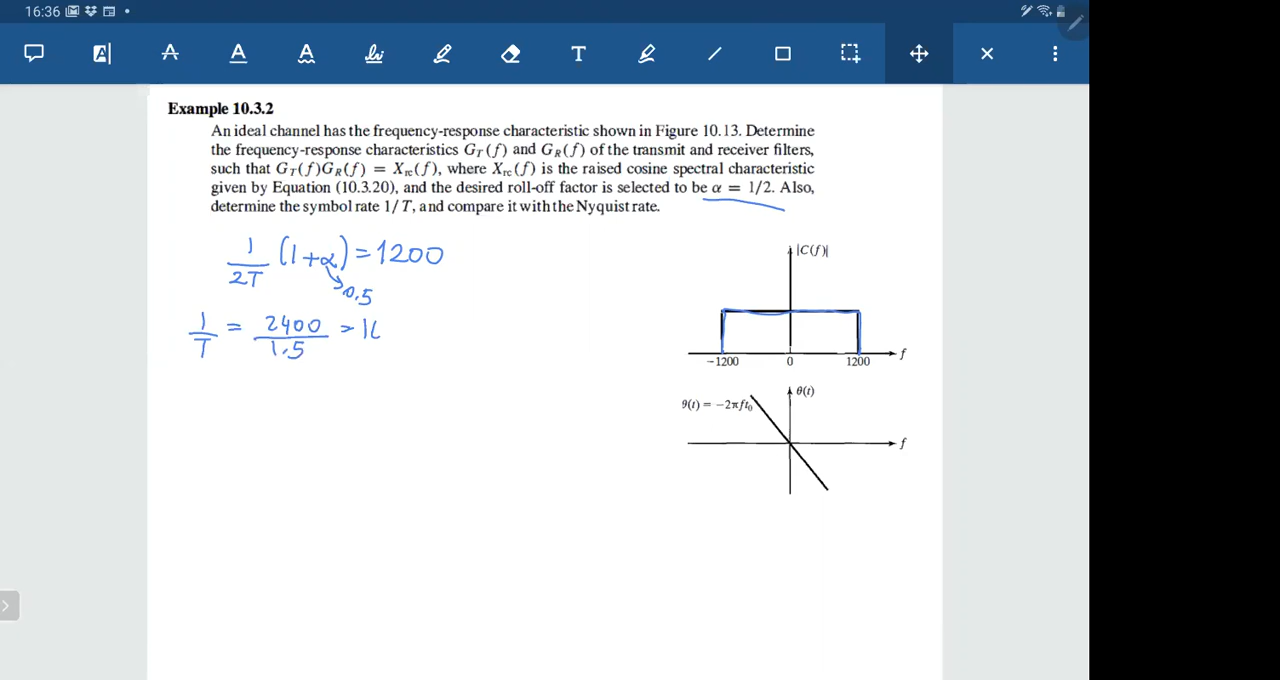 16:36
T
Example 10.3.2
An ideal channel has the frequency-response characteristic shown in Figure 10.13. Determine
the frequency-response characteristics G_T(f) and G_R(f) of the transmit and receiver filters,
such that G_T(f)G_R(f) = X_rc(f), where X_rc(f) is the raised cosine spectral characteristic
given by Equation (10.3.20), and the desired roll-off factor is selected to be α = 1/2. Also,
determine the symbol rate 1/T, and compare it with the Nyquist rate.
1/2T (1+α) = 1200
0.5
1/T = 2400/1.5 = 16
|C(f)|
−1200 0 1200 f
θ(t)
θ(t) = −2πft₀
f